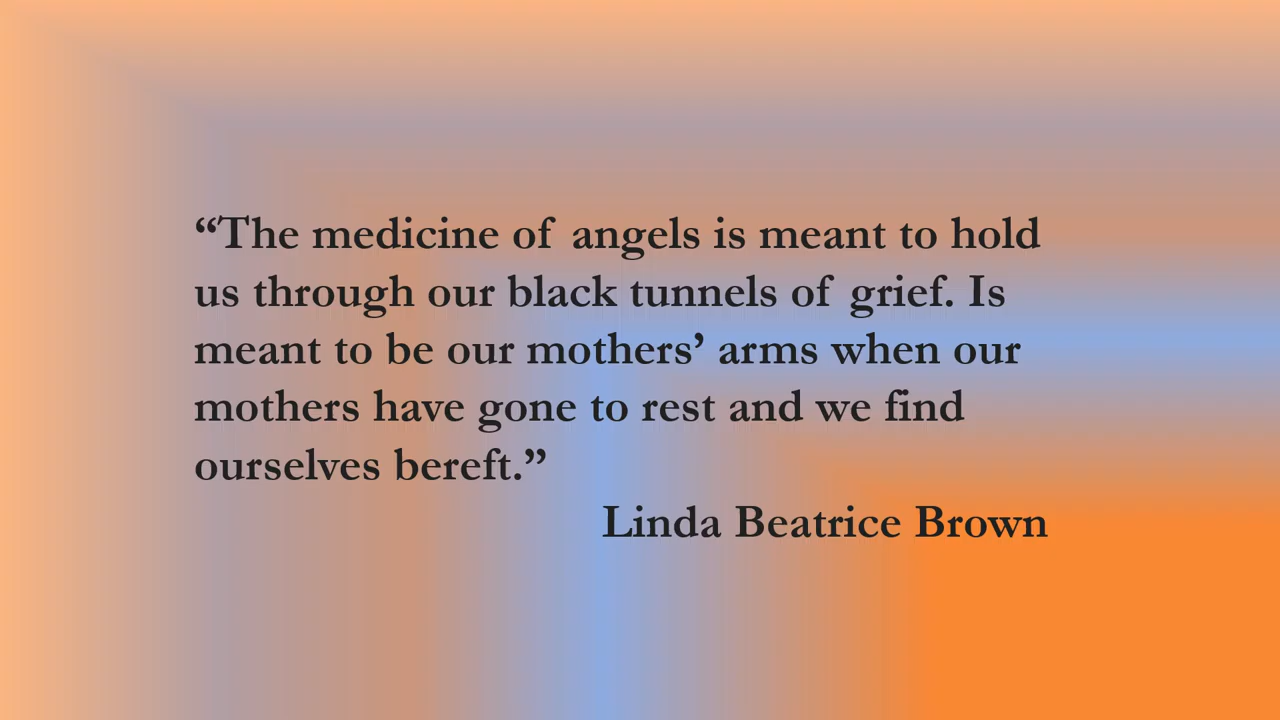 “The medicine of angels is meant to hold
us through our black tunnels of grief. Is
meant to be our mothers’ arms when our
mothers have gone to rest and we find
ourselves bereft.”
Linda Beatrice Brown